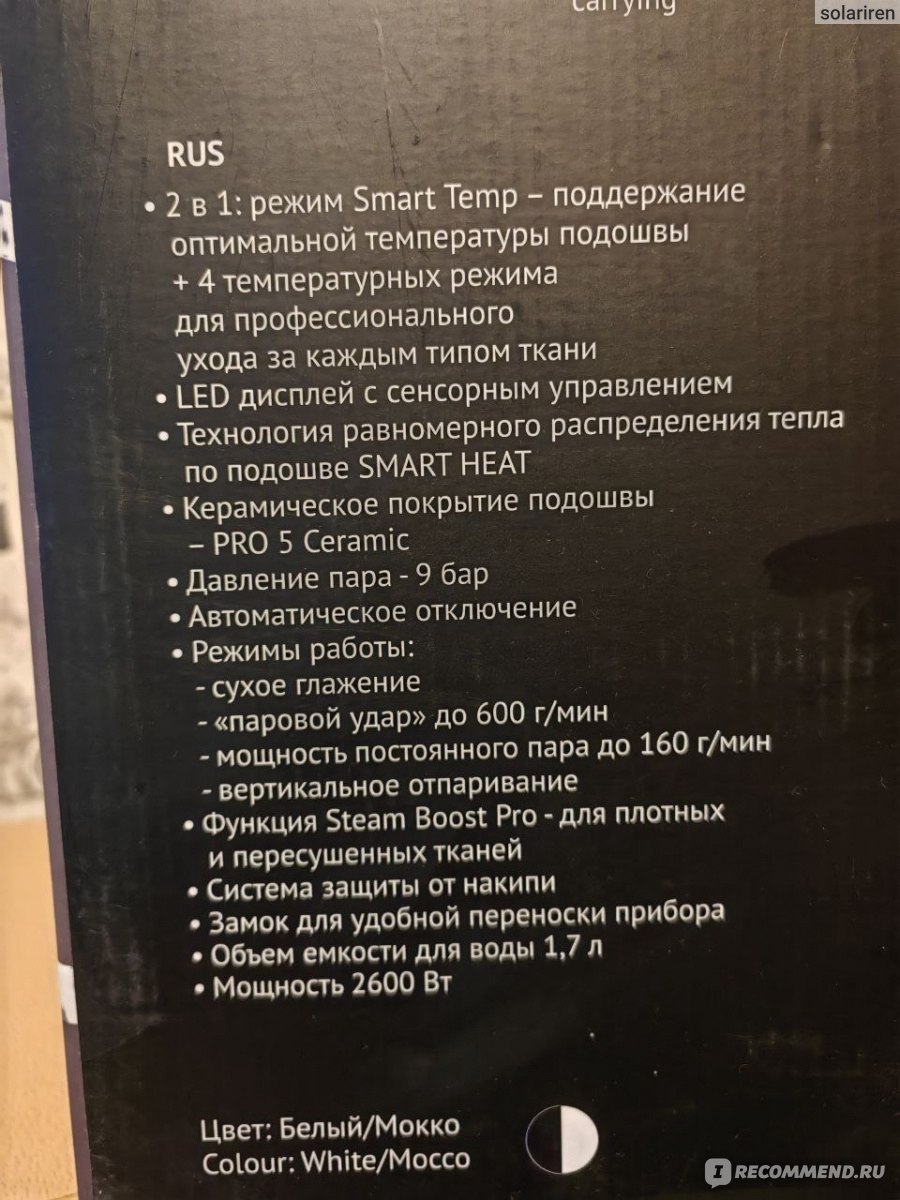 carrying
solariren
RUS
• 2 в 1: режим Smart Temp – поддержание
оптимальной температуры подошвы
+ 4 температурных режима
для профессионального
ухода за каждым типом ткани
• LED дисплей с сенсорным управлением
• Технология равномерного распределения тепла
по подошве SMART HEAT
• Керамическое покрытие подошвы
– PRO 5 Ceramic
• Давление пара - 9 бар
• Автоматическое отключение
• Режимы работы:
- сухое глажение
- «паровой удар» до 600 г/мин
- мощность постоянного пара до 160 г/мин
- вертикальное отпаривание
• Функция Steam Boost Pro - для плотных
и пересушенных тканей
• Система защиты от накипи
• Замок для удобной переноски прибора
• Объем емкости для воды 1,7 л
• Мощность 2600 Вт
Цвет: Белый/Мокко
Colour: White/Mocco
IRECOMMEND.RU